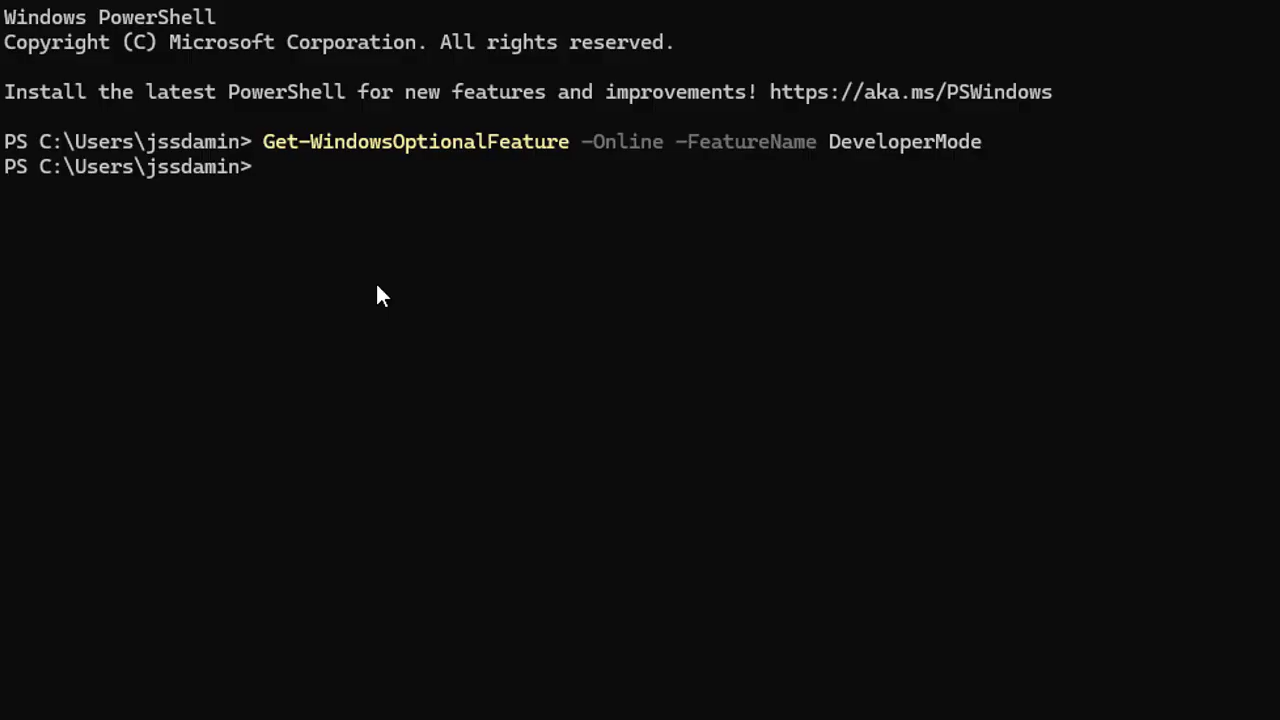 Windows PowerShell
Copyright (C) Microsoft Corporation. All rights reserved.
Install the latest PowerShell for new features and improvements! https://aka.ms/PSWindows
PS C:\Users\jssdamin> Get-WindowsOptionalFeature -Online -FeatureName DeveloperMode
PS C:\Users\jssdamin>